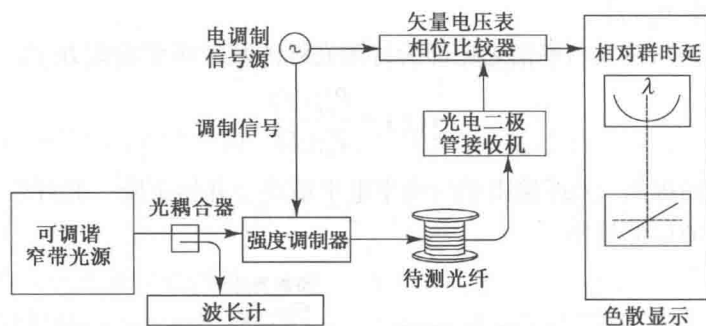 电调制
信号源
矢量电压表
相位比较器
相对群时延
λ
调制信号
光电二极
管接收机
可调谐
窄带光源
光耦合器
强度调制器
待测光纤
波长计
色散显示